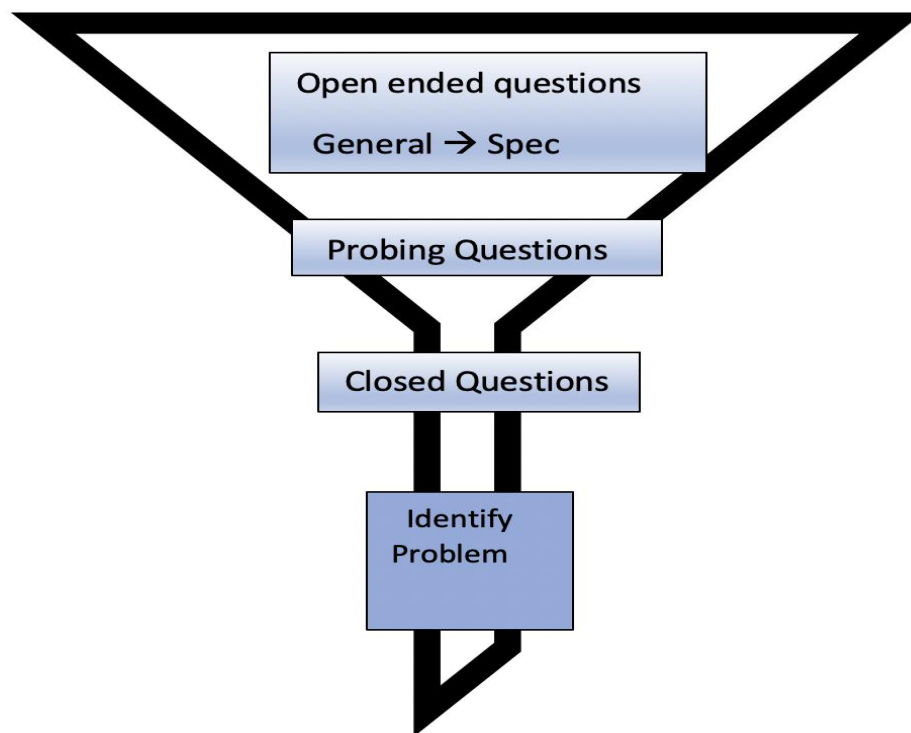 Open ended questions
General → Spec
Probing Questions
Closed Questions
Identify
Problem